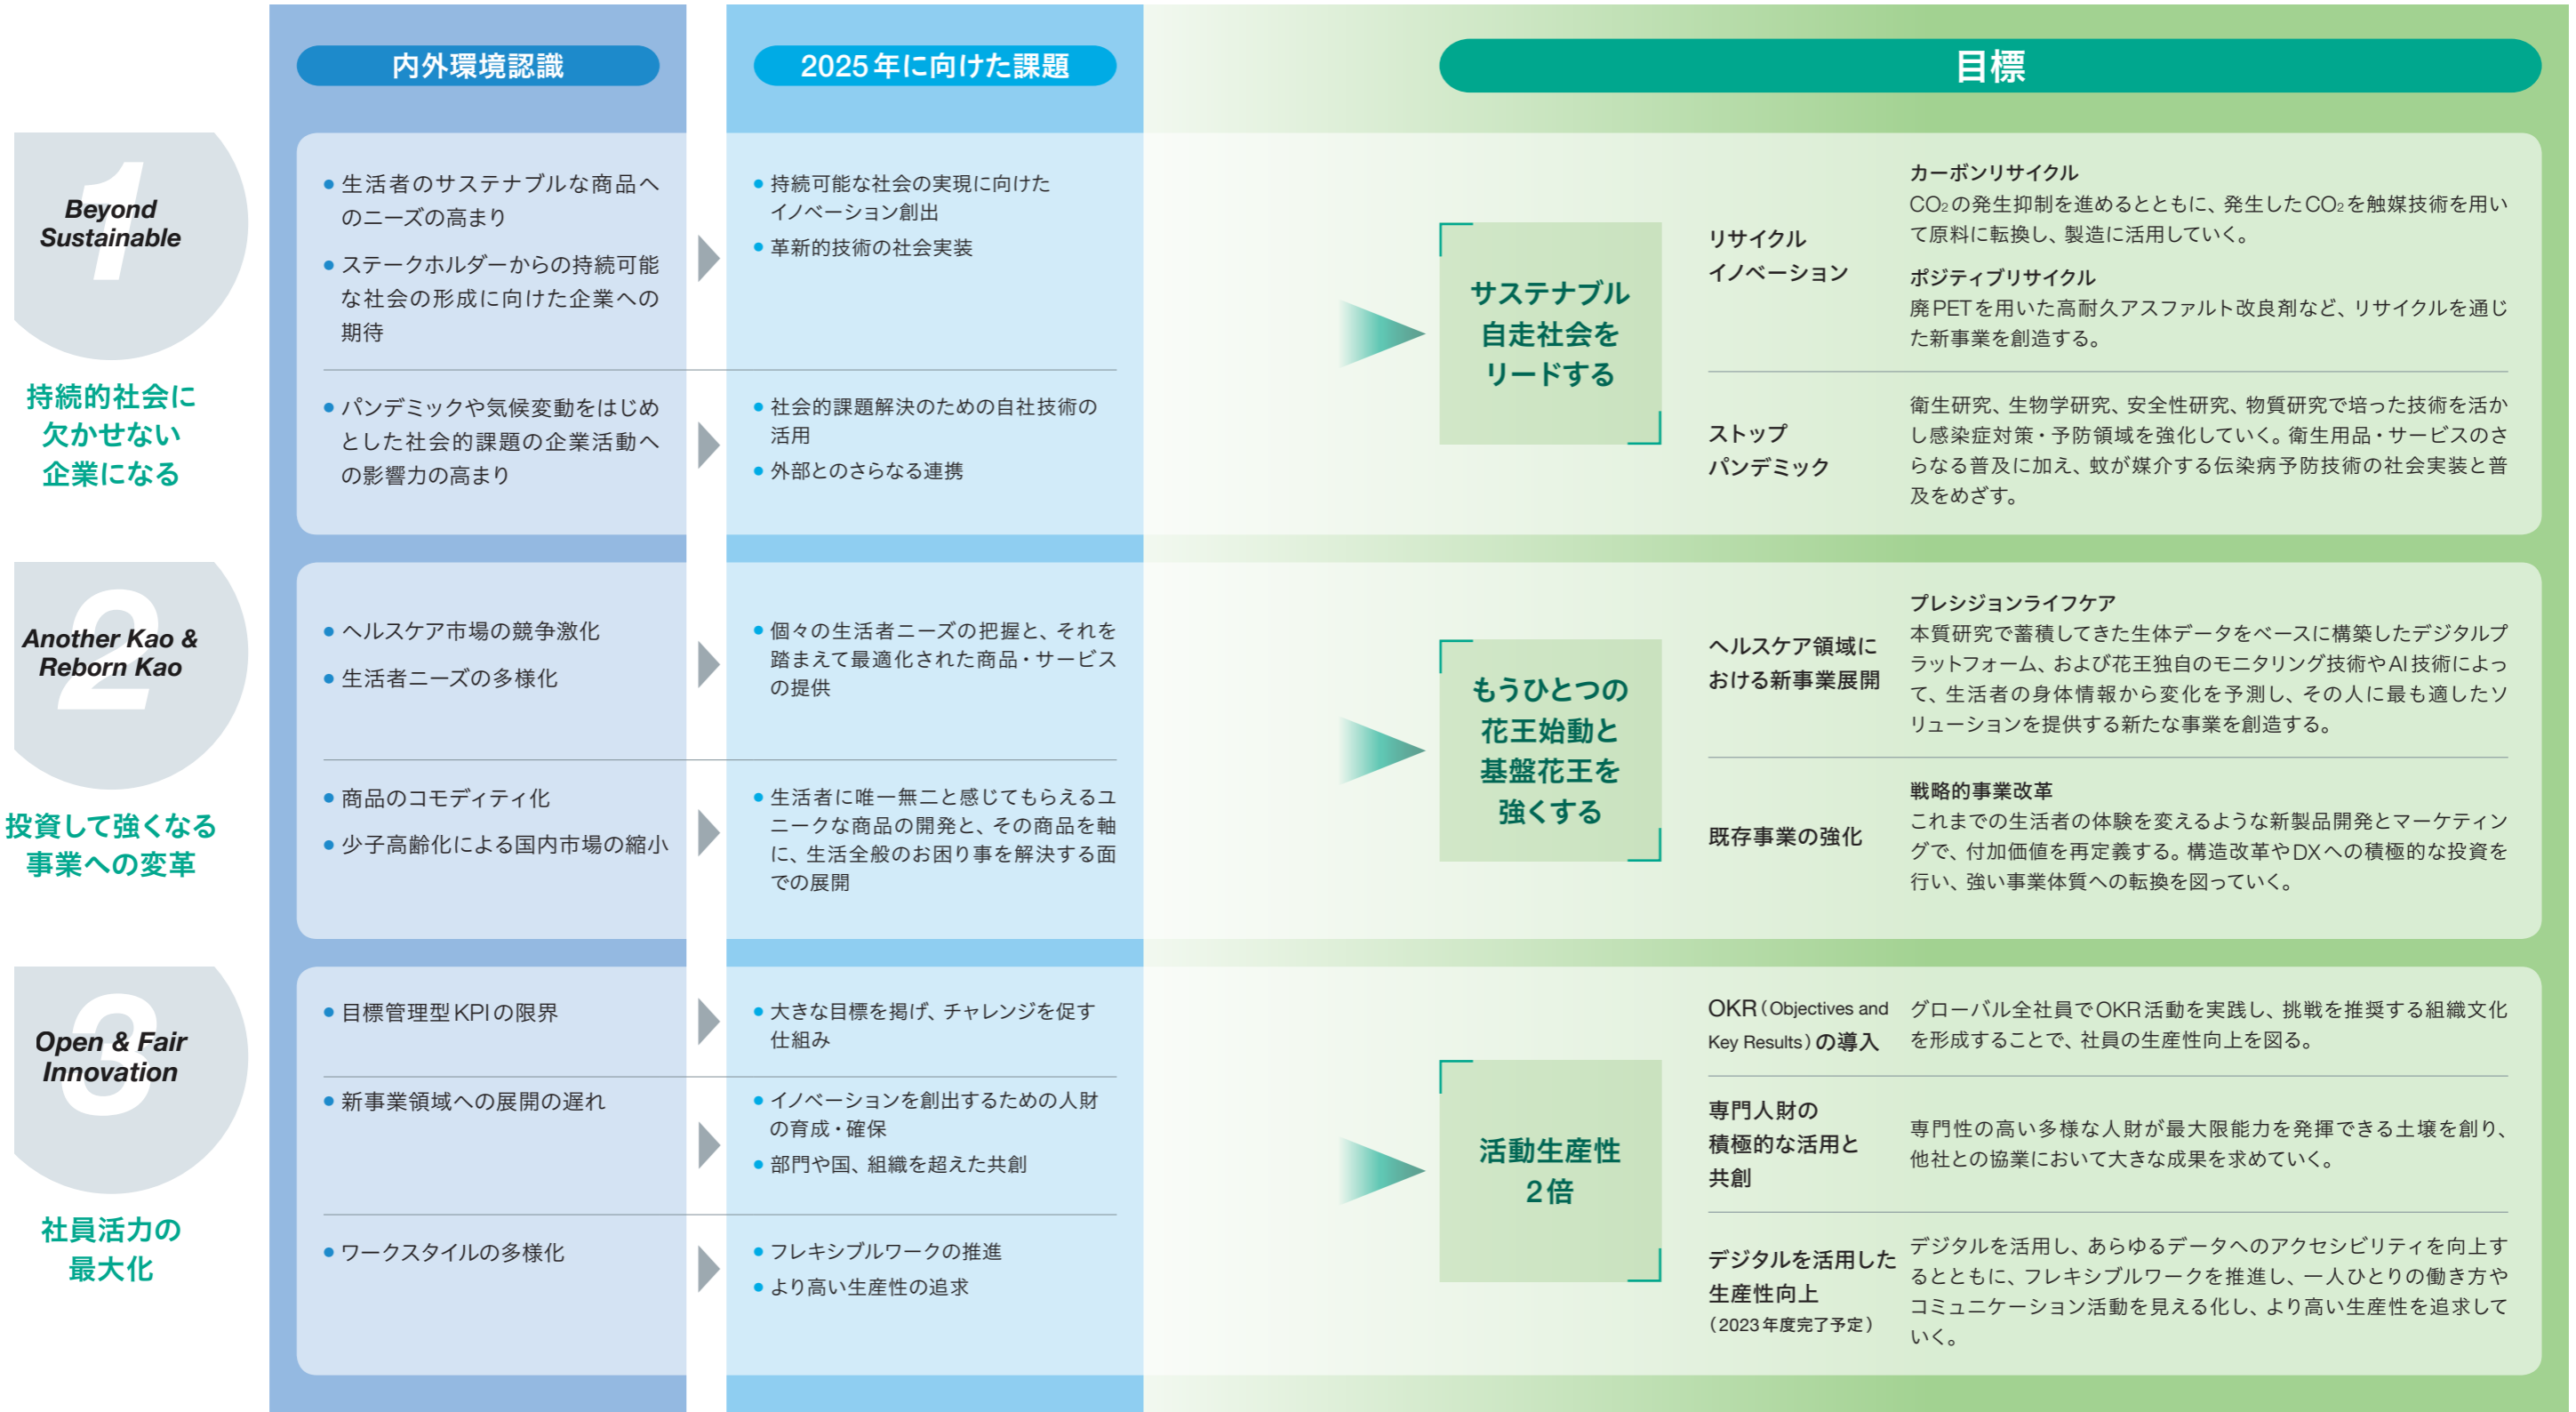 内外環境認識
2025年に向けた課題
目標
1
Beyond
Sustainable
持続的社会に
欠かせない
企業になる
● 生活者のサステナブルな商品へ
のニーズの高まり
● ステークホルダーからの持続可能
な社会の形成に向けた企業への
期待
● 持続可能な社会の実現に向けた
イノベーション創出
● 革新的技術の社会実装
● パンデミックや気候変動をはじめ
とした社会的課題の企業活動へ
の影響力の高まり
● 社会的課題解決のための自社技術の
活用
● 外部とのさらなる連携
サステナブル
自走社会を
リードする
リサイクル
イノベーション
カーボンリサイクル
CO₂の発生抑制を進めるとともに、発生したCO₂を触媒技術を用い
て原料に転換し、製造に活用していく。
ポジティブリサイクル
廃PETを用いた高耐久アスファルト改良剤など、リサイクルを通じ
た新事業を創造する。
ストップ
パンデミック
衛生研究、生物学研究、安全性研究、物質研究で培った技術を活か
し感染症対策・予防領域を強化していく。衛生用品・サービスのさ
らなる普及に加え、蚊が媒介する伝染病予防技術の社会実装と普
及をめざす。
2
Another Kao &
Reborn Kao
投資して強くなる
事業への変革
● ヘルスケア市場の競争激化
● 生活者ニーズの多様化
● 個々の生活者ニーズの把握と、それを
踏まえて最適化された商品・サービス
の提供
● 商品のコモディティ化
● 少子高齢化による国内市場の縮小
● 生活者に唯一無二と感じてもらえるユ
ニークな商品の開発と、その商品を軸
に、生活全般のお困り事を解決する面
での展開
もうひとつの
花王始動と
基盤花王を
強くする
ヘルスケア領域に
おける新事業展開
プレシジョンライフケア
本質研究で蓄積してきた生体データをベースに構築したデジタルプ
ラットフォーム、および花王独自のモニタリング技術やAI技術によっ
て、生活者の身体情報から変化を予測し、その人に最も適したソ
リューションを提供する新たな事業を創造する。
既存事業の強化
戦略的事業改革
これまでの生活者の体験を変えるような新製品開発とマーケティン
グで、付加価値を再定義する。構造改革やDXへの積極的な投資を
行い、強い事業体質への転換を図っていく。
3
Open & Fair
Innovation
社員活力の
最大化
● 目標管理型KPIの限界
● 大きな目標を掲げ、チャレンジを促す
仕組み
● 新事業領域への展開の遅れ
● イノベーションを創出するための人財
の育成・確保
● 部門や国、組織を超えた共創
● ワークスタイルの多様化
● フレキシブルワークの推進
● より高い生産性の追求
活動生産性
2倍
OKR(Objectives and
Key Results)の導入
グローバル全社員でOKR活動を実践し、挑戦を推奨する組織文化
を形成することで、社員の生産性向上を図る。
専門人財の
積極的な活用と
共創
専門性の高い多様な人財が最大限能力を発揮できる土壌を創り、
他社との協業において大きな成果を求めていく。
デジタルを活用した
生産性向上
(2023年度完了予定)
デジタルを活用し、あらゆるデータへのアクセシビリティを向上す
るとともに、フレキシブルワークを推進し、一人ひとりの働き方や
コミュニケーション活動を見える化し、より高い生産性を追求して
いく。